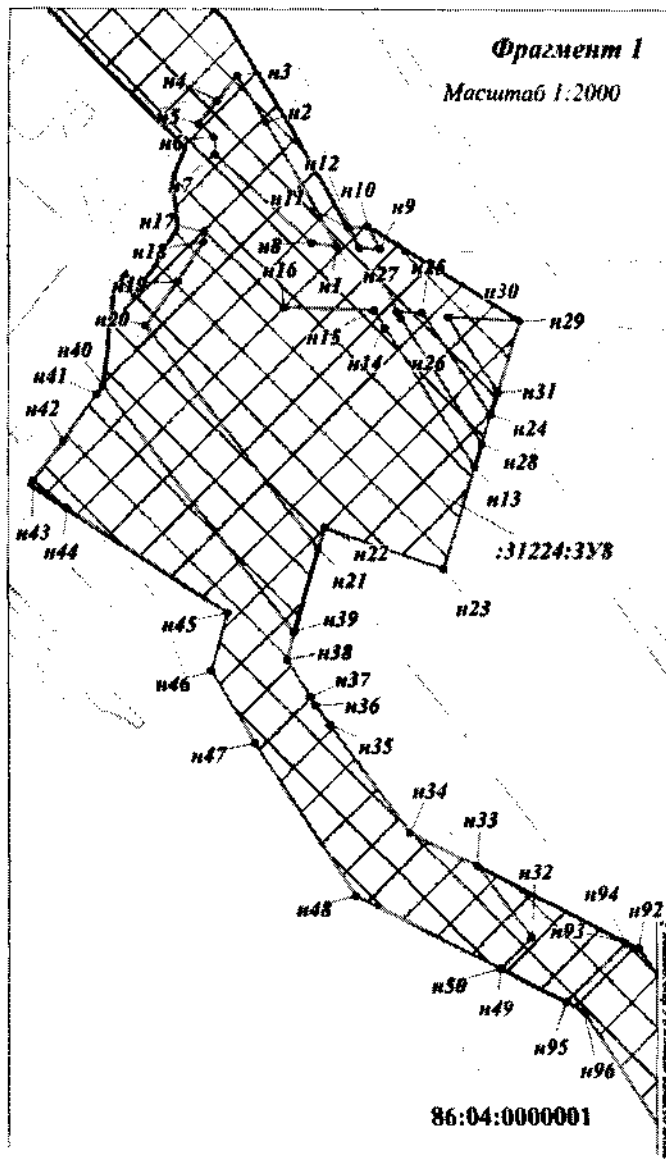 Фрагмент 1
Масштаб 1:2000
н4
н3
н5
н2
н6
н12
н7
н10
н11
н9
н17
н8
н18
н1
н27
н25
н16
н19
н30
н29
н20
н15
н40
н14
н26
н41
н31
н42
н24
н28
н13
н43
н44
н22
:31224:ЗУ8
н21
н23
н45
н39
н38
н46
н37
н36
н47
н35
н34
н33
н32
н94
н48
н93
н92
н50
н49
н95
н96
86:04:0000001